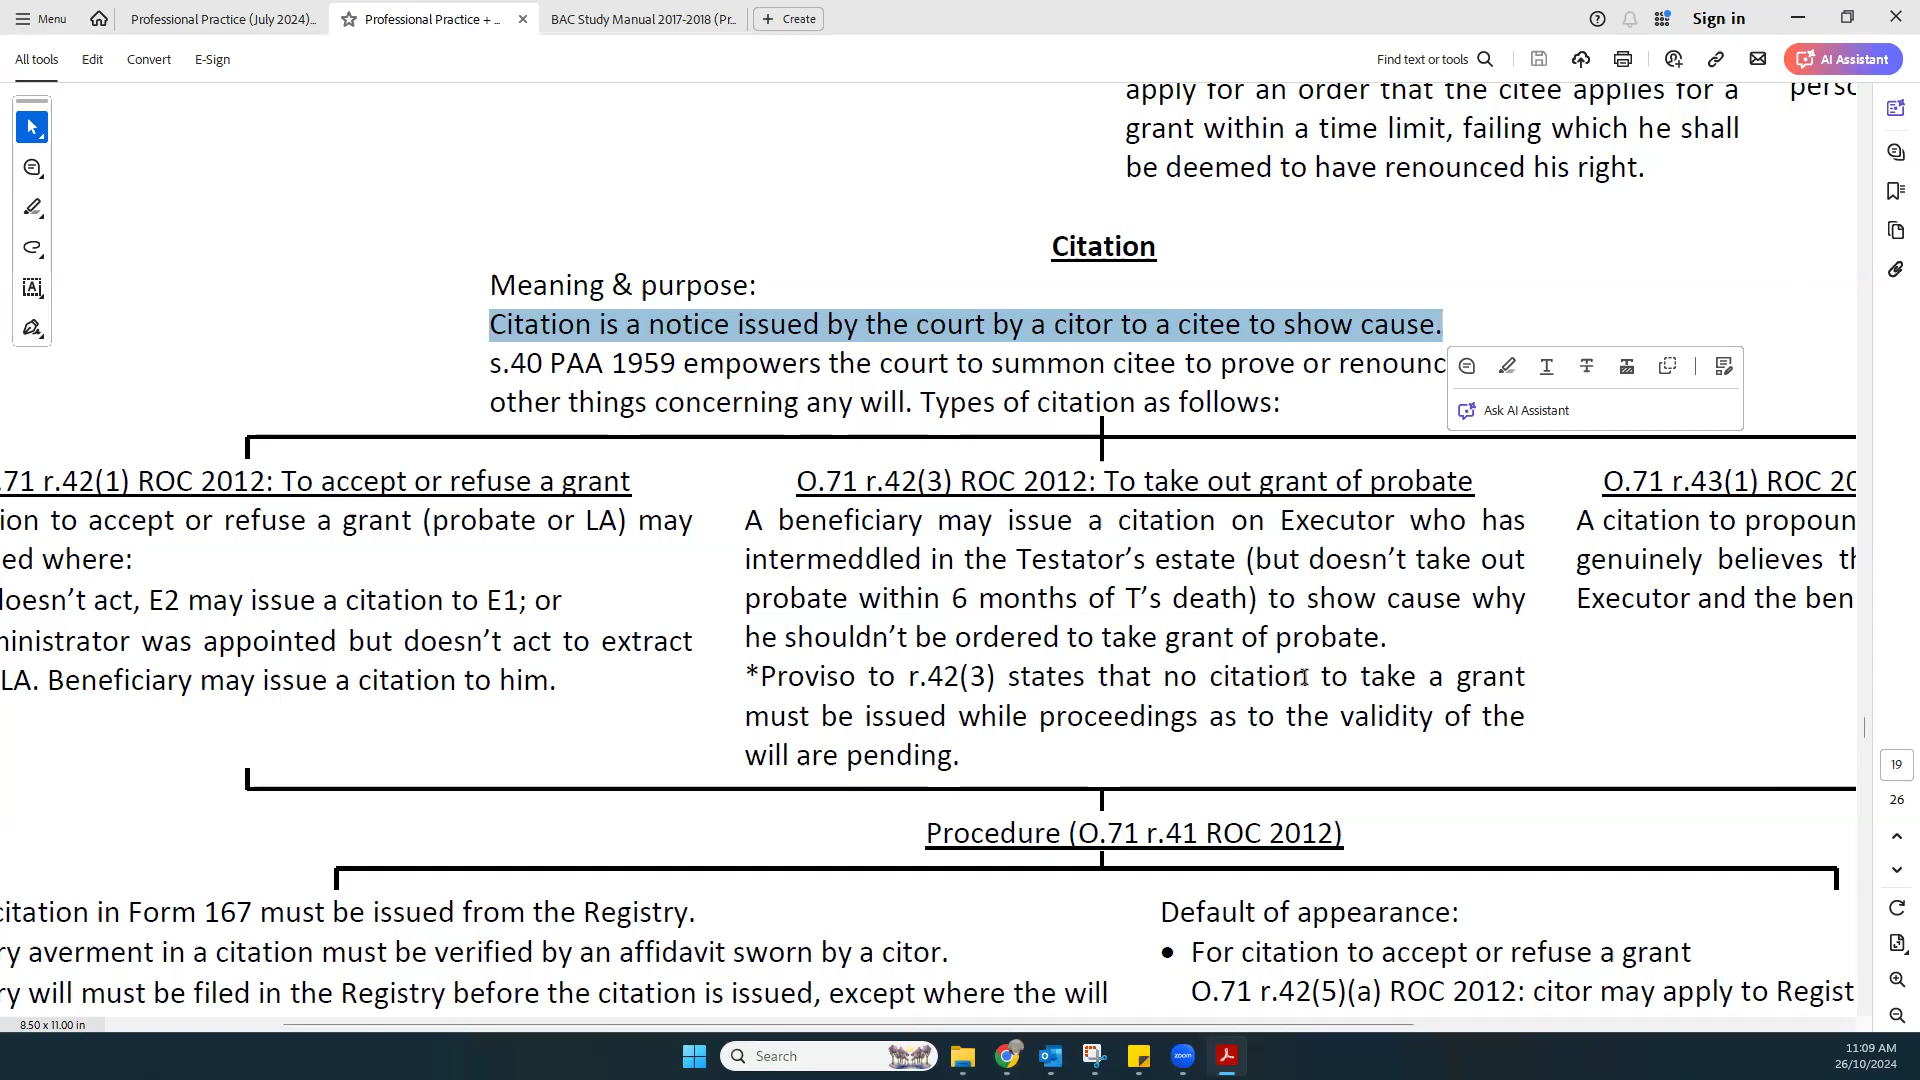 Menu
Professional Practice (July 2024)...
Professional Practice + ...
BAC Study Manual 2017-2018 (Pr...
Create
Sign in
All tools
Edit
Convert
E-Sign
Find text or tools
AI Assistant
apply for an order that the citee applies for a
grant within a time limit, failing which he shall
be deemed to have renounced his right.
perso
Citation
Meaning & purpose:
Citation is a notice issued by the court by a citor to a citee to show cause.
s.40 PAA 1959 empowers the court to summon citee to prove or renounc
other things concerning any will. Types of citation as follows:
Ask AI Assistant
.71 r.42(1) ROC 2012: To accept or refuse a grant
ion to accept or refuse a grant (probate or LA) may
ed where:
doesn't act, E2 may issue a citation to E1; or
ministrator was appointed but doesn't act to extract
LA. Beneficiary may issue a citation to him.
O.71 r.42(3) ROC 2012: To take out grant of probate
A beneficiary may issue a citation on Executor who has
intermeddled in the Testator's estate (but doesn't take out
probate within 6 months of T's death) to show cause why
he shouldn't be ordered to take grant of probate.
*Proviso to r.42(3) states that no citation to take a grant
must be issued while proceedings as to the validity of the
will are pending.
O.71 r.43(1) ROC 20
A citation to propoun
genuinely believes th
Executor and the ben
Procedure (O.71 r.41 ROC 2012)
citation in Form 167 must be issued from the Registry.
ry averment in a citation must be verified by an affidavit sworn by a citor.
ry will must be filed in the Registry before the citation is issued, except where the will
Default of appearance:
• For citation to accept or refuse a grant
O.71 r.42(5)(a) ROC 2012: citor may apply to Regist
19
26
8.50 x 11.00 in
Search
zoom
11:09 AM
26/10/2024